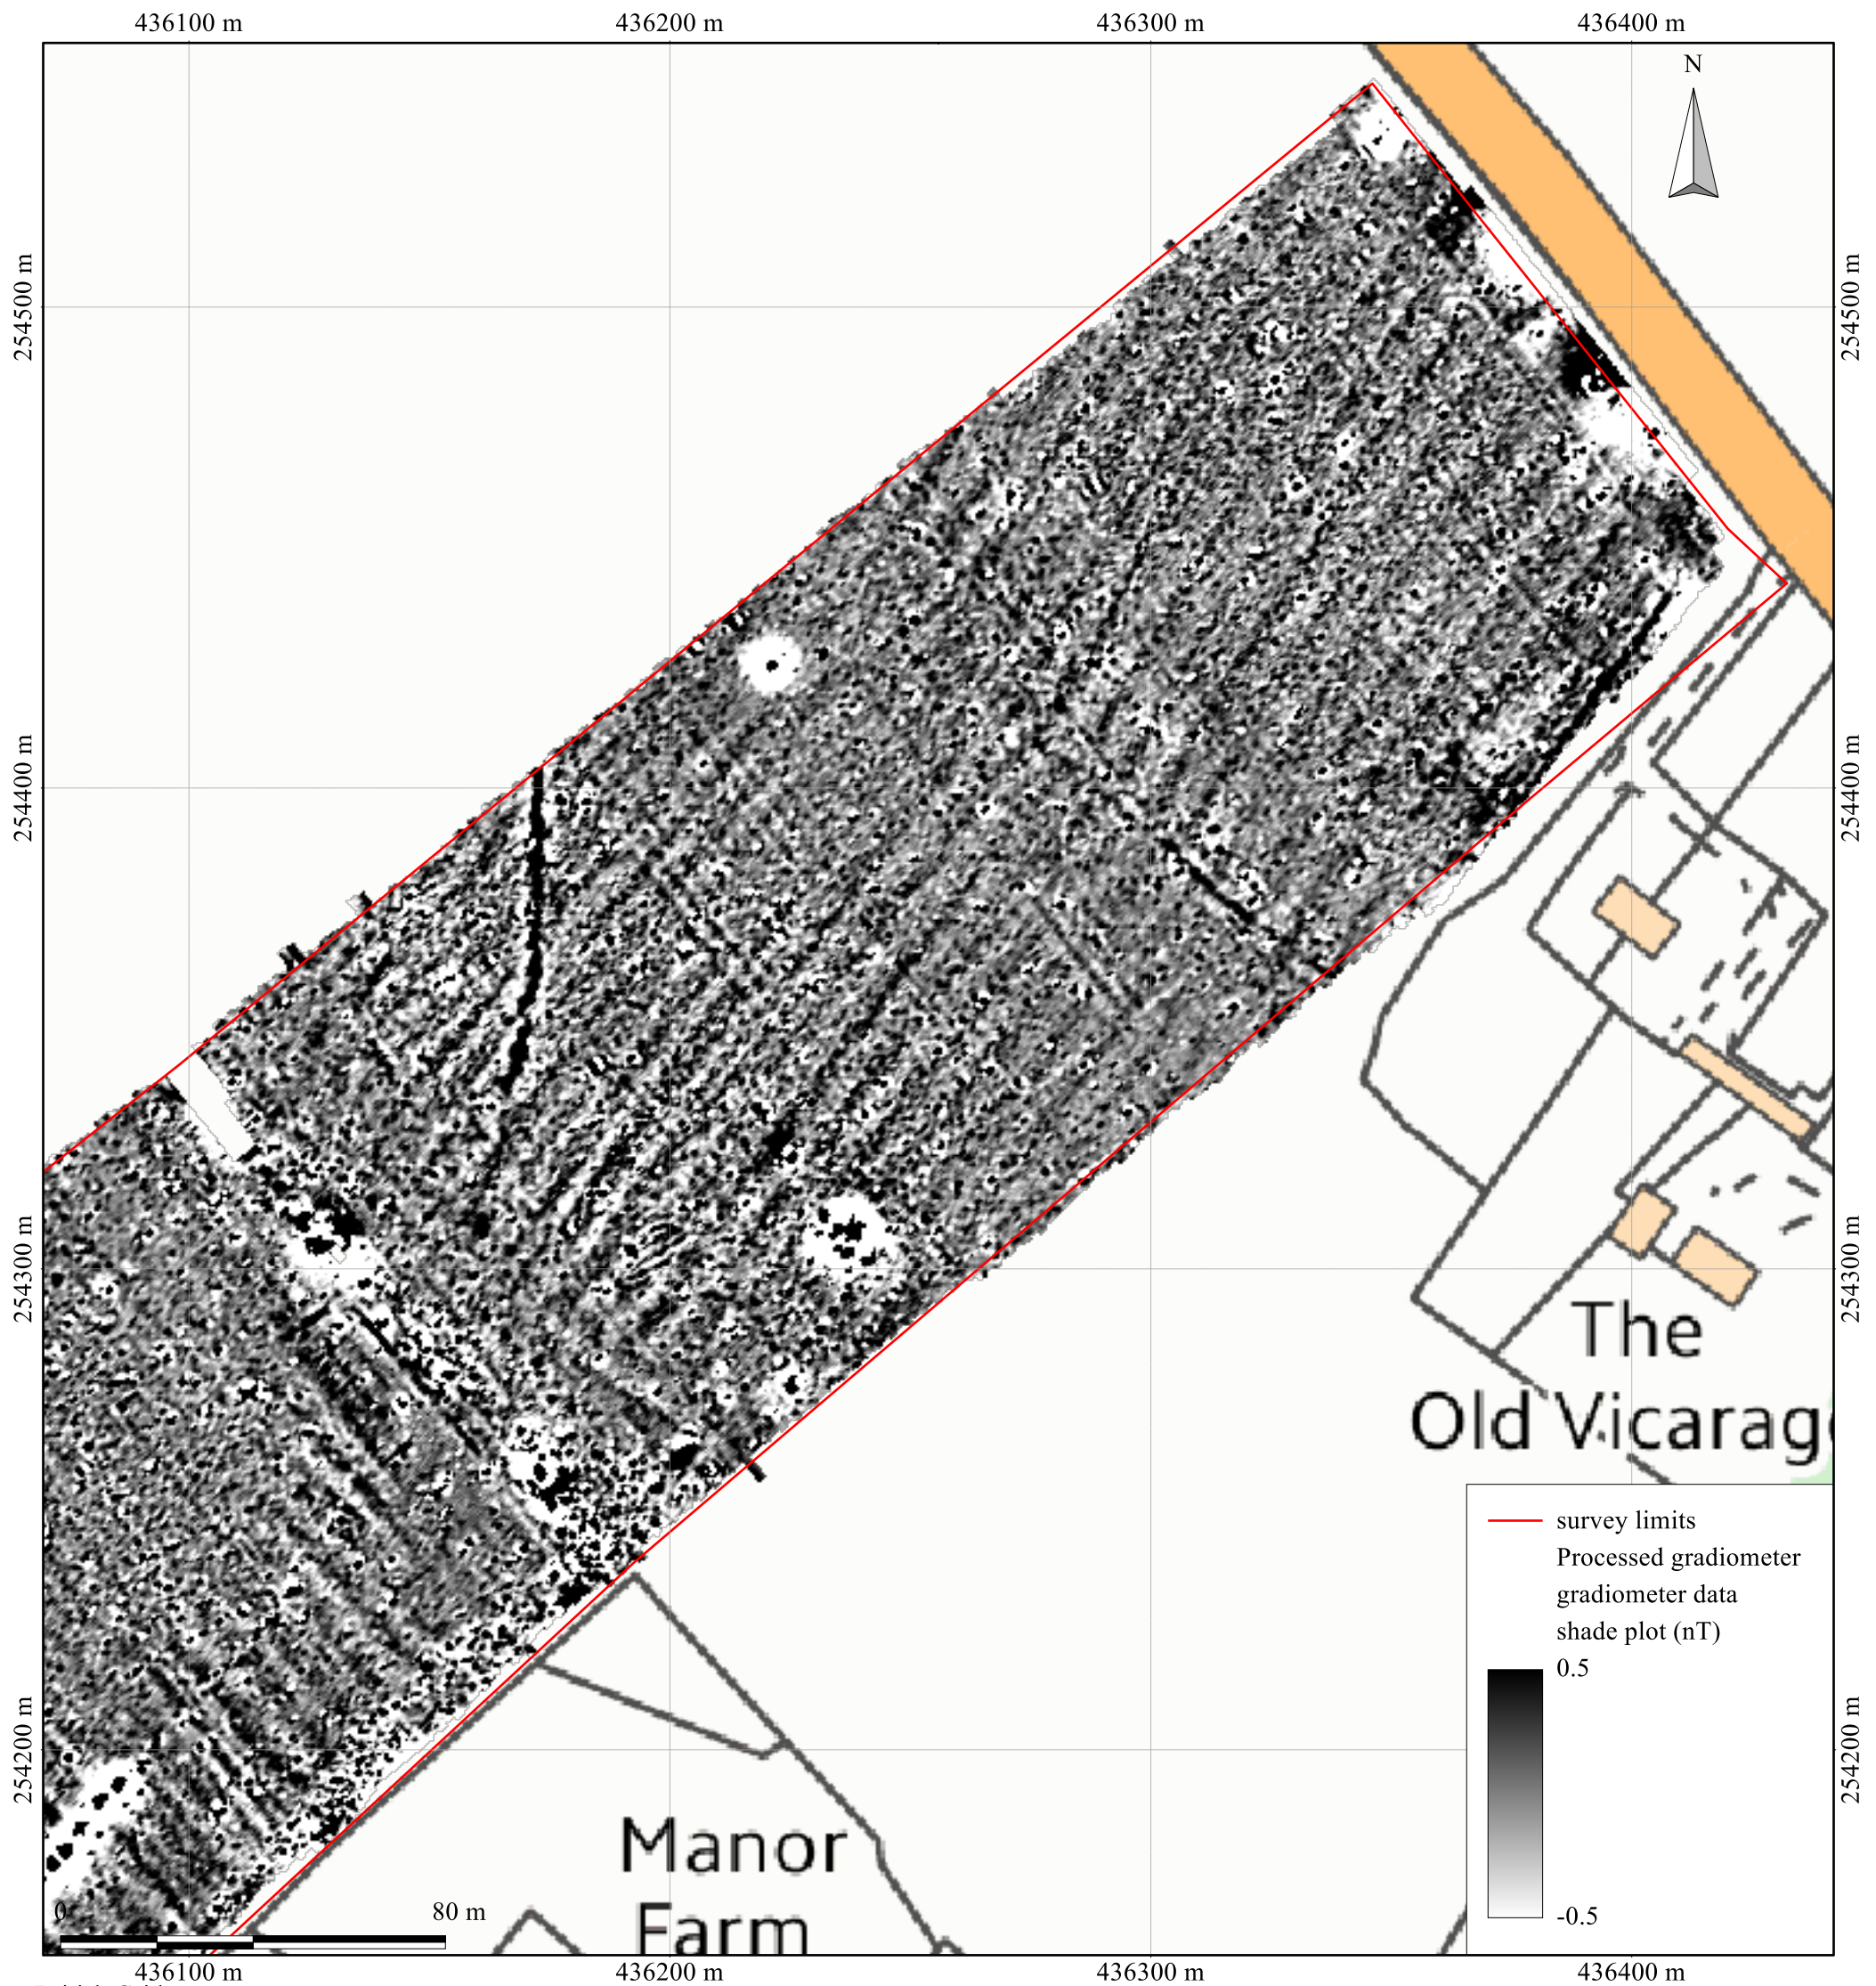 436100 m 436200 m 436300 m 436400 m
N
254500 m 254500 m
254400 m 254400 m
254300 m 254300 m
The
Old Vicarag
survey limits
Processed gradiometer
gradiometer data
shade plot (nT)
0.5
-0.5
254200 m 254200 m
Manor
Farm
0 80 m
436100 m 436200 m 436300 m 436400 m